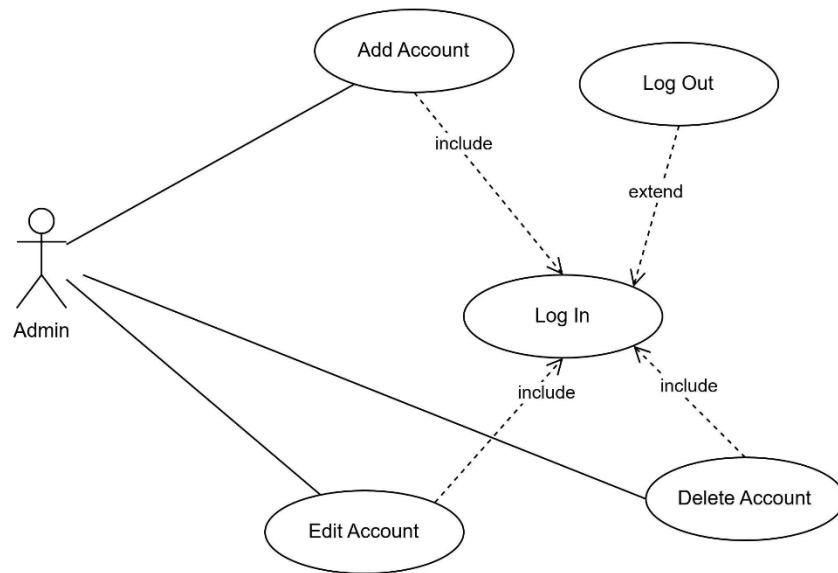 Add Account
Log Out
include
extend
Log In
Admin
include
include
Delete Account
Edit Account